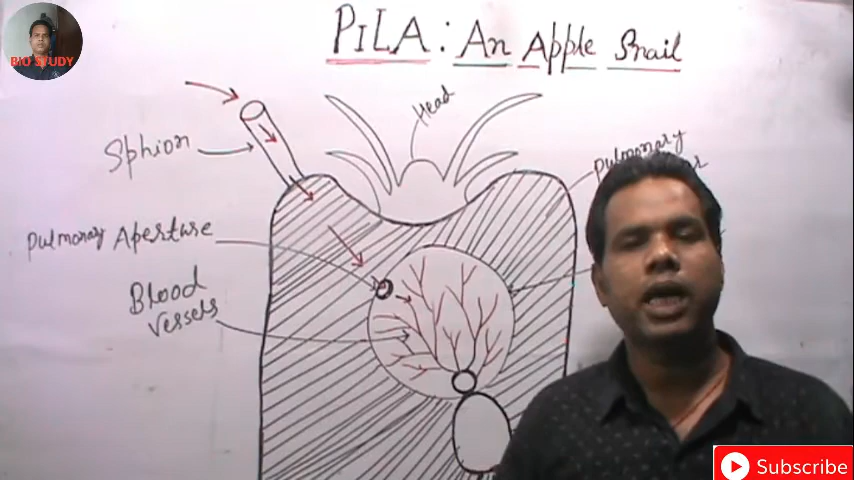 BIO STUDY
PILA : An Apple Snail
Head
Sphion
Pulmonary
Pulmonary Aperture
Blood
Vessels
Subscribe